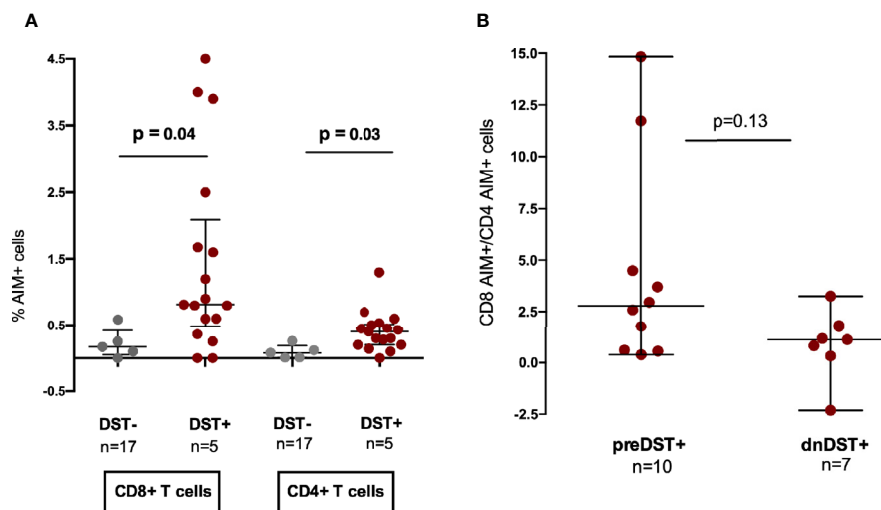 A
4.5
3.5
2.5
1.5
0.5
-0.5
% AIM+ cells
p = 0.04
p = 0.03
DST-
n=17
DST+
n=5
DST-
n=17
DST+
n=5
CD8+ T cells
CD4+ T cells
B
15.0
12.5
10.0
7.5
5.0
2.5
0.0
-2.5
CD8 AIM+/CD4 AIM+ cells
p=0.13
preDST+
n=10
dnDST+
n=7